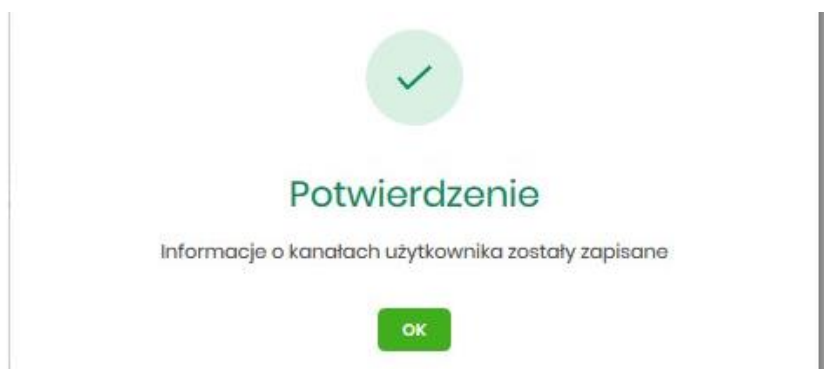 Potwierdzenie
Informacje o kanałach użytkownika zostały zapisane
OK